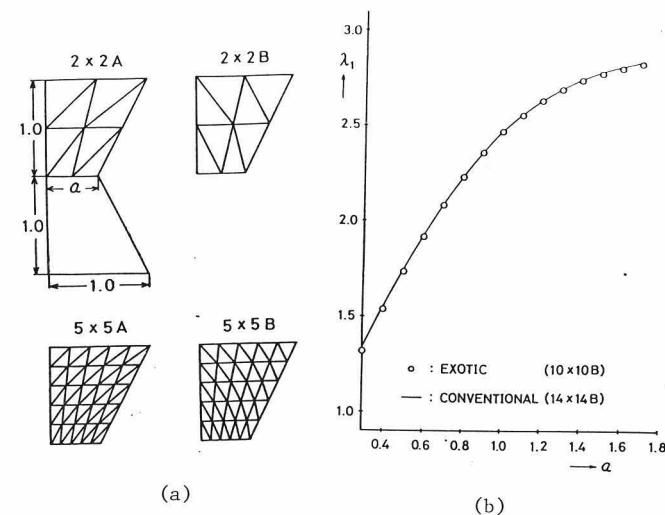 2 × 2 A
2 × 2 B
1.0
a
1.0
1.0
5 × 5 A
5 × 5 B
(a)
3.0
λ₁
2.5
2.0
1.5
1.0
o : EXOTIC (10 × 10 B)
— : CONVENTIONAL (14 × 14 B)
0.4 0.6 0.8 1.0 1.2 1.4 1.6 1.8
a
(b)